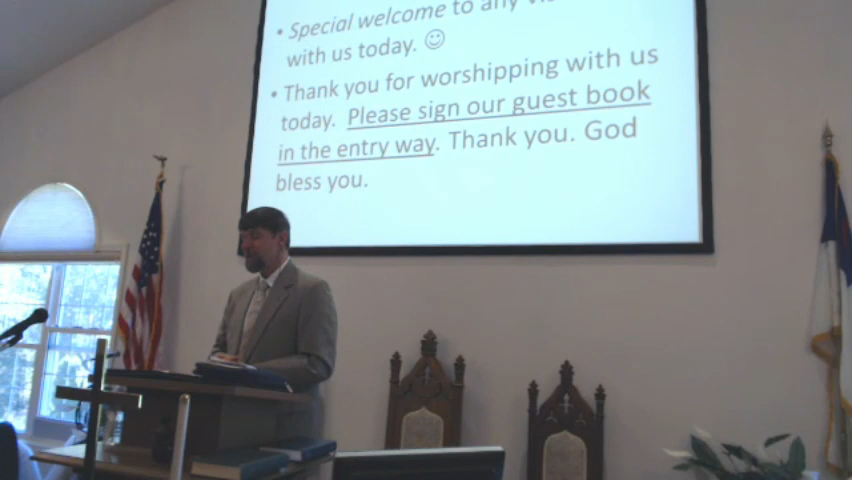 • Special welcome to any
with us today. ☺
• Thank you for worshipping with us
today. Please sign our guest book
in the entry way. Thank you. God
bless you.